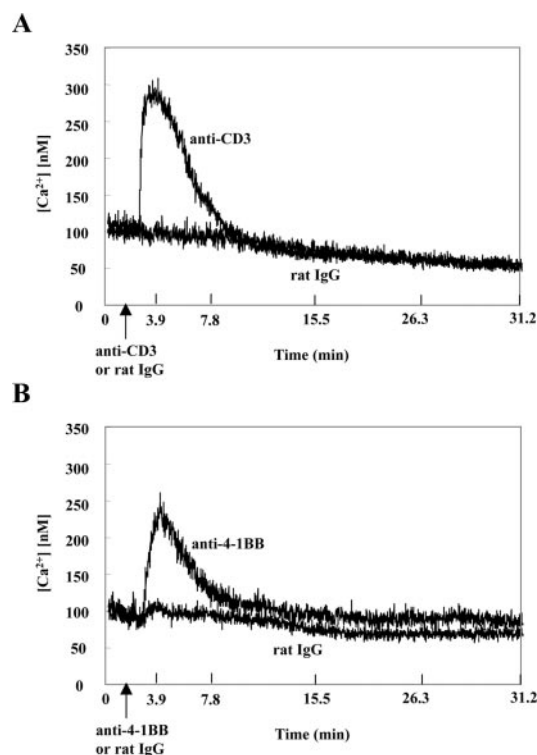 A
350
300
250
200
150
100
50
0
[Ca²⁺] [nM]
anti-CD3
rat IgG
0 3.9 7.8 15.5 26.3 31.2
anti-CD3
or rat IgG
Time (min)
B
350
300
250
200
150
100
50
0
[Ca²⁺] [nM]
anti-4-1BB
rat IgG
0 3.9 7.8 15.5 26.3 31.2
anti-4-1BB
or rat IgG
Time (min)